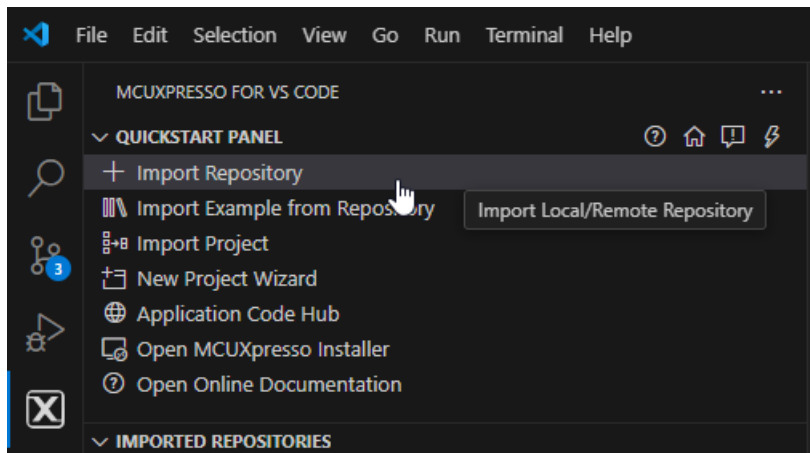 File Edit Selection View Go Run Terminal Help
MCUXPRESSO FOR VS CODE
QUICKSTART PANEL
Import Repository
Import Example from Repository
Import Local/Remote Repository
Import Project
New Project Wizard
Application Code Hub
Open MCUXpresso Installer
Open Online Documentation
IMPORTED REPOSITORIES
3